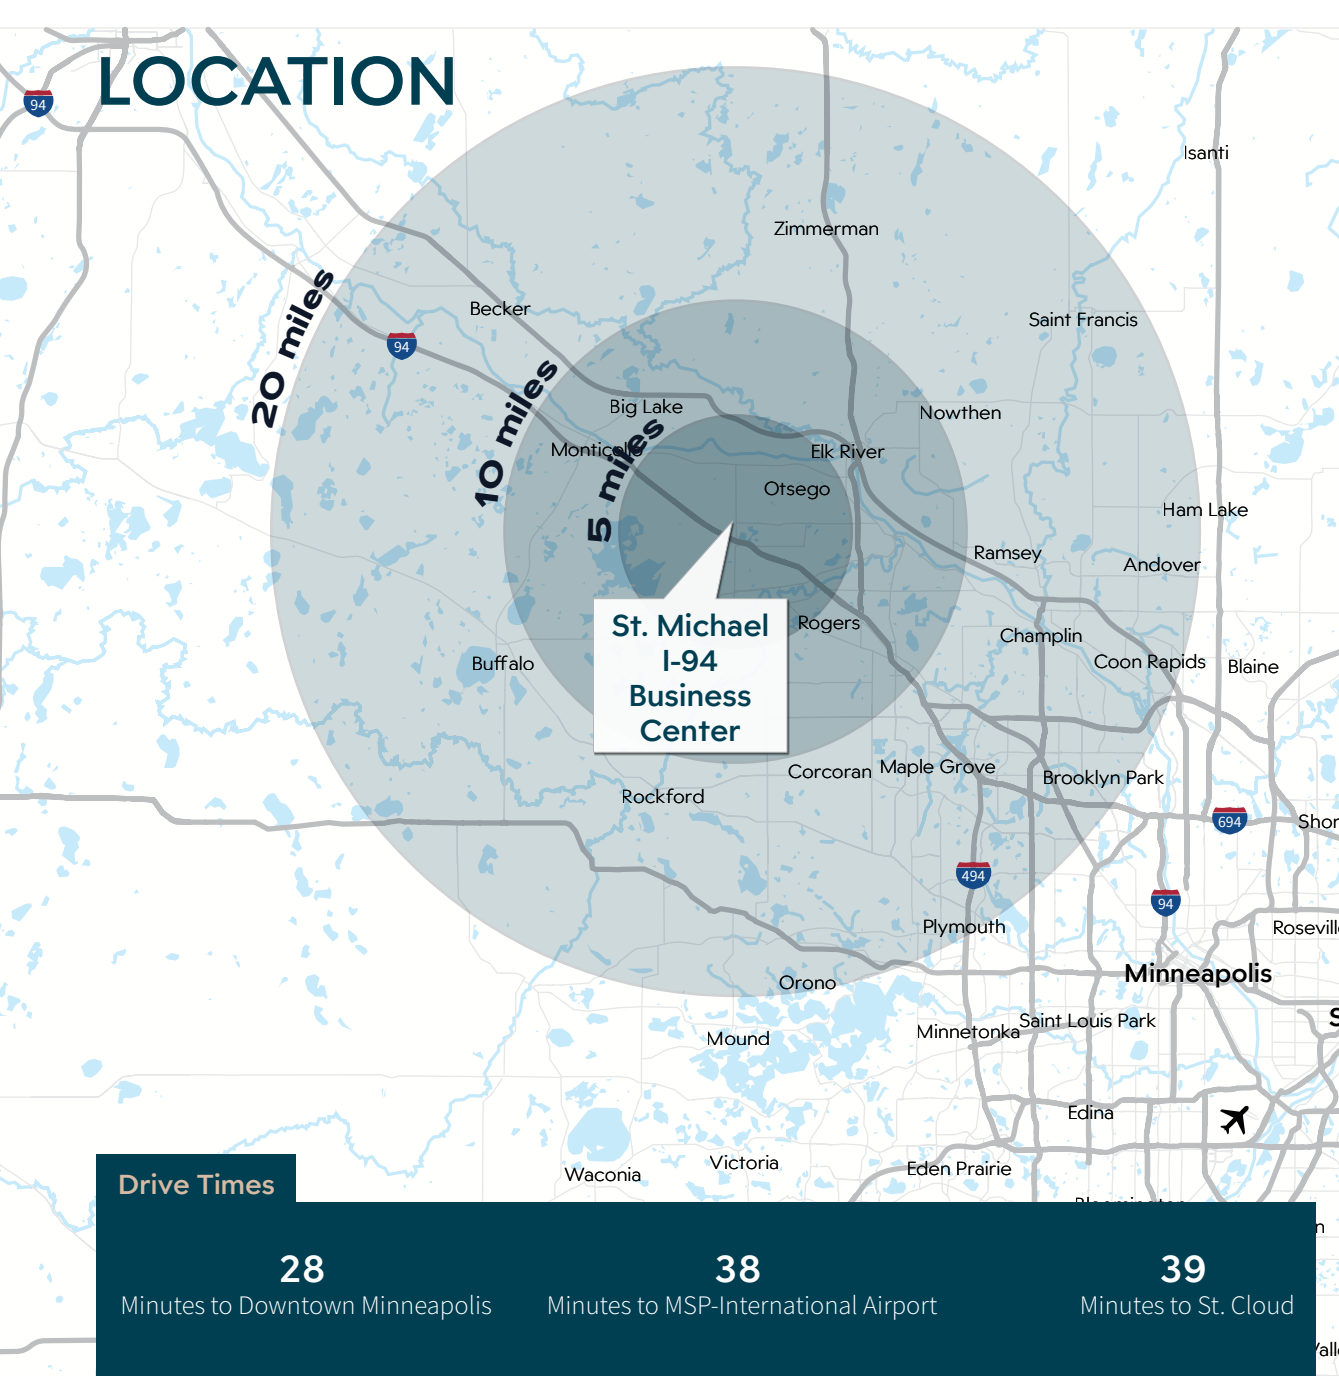 LOCATION
94
Isanti
Zimmerman
20 miles
Becker
Saint Francis
94
10 miles
Big Lake
Nowthen
5 miles
Monticello
Elk River
Otsego
Ham Lake
Ramsey
Andover
St. Michael
I-94
Business
Center
Rogers
Champlin
Buffalo
Coon Rapids
Blaine
Corcoran
Maple Grove
Brooklyn Park
Rockford
694
Shor
494
94
Plymouth
Rosevill
Minneapolis
Orono
S
Saint Louis Park
Minnetonka
Mound
Edina
Victoria
Eden Prairie
Waconia
Drive Times
28
Minutes to Downtown Minneapolis
38
Minutes to MSP-International Airport
39
Minutes to St. Cloud